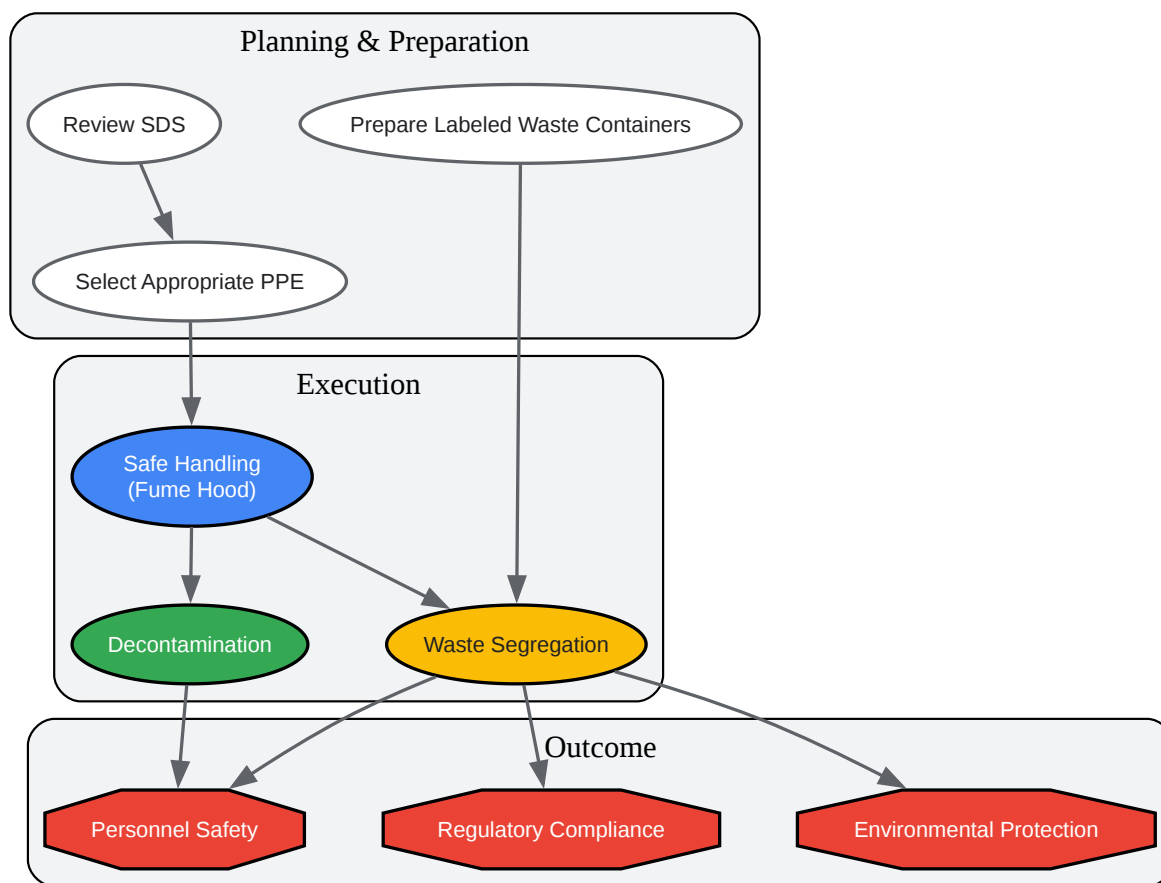 Planning & Preparation
Review SDS
Prepare Labeled Waste Containers
Select Appropriate PPE
Execution
Safe Handling
(Fume Hood)
Decontamination
Waste Segregation
Outcome
Personnel Safety
Regulatory Compliance
Environmental Protection